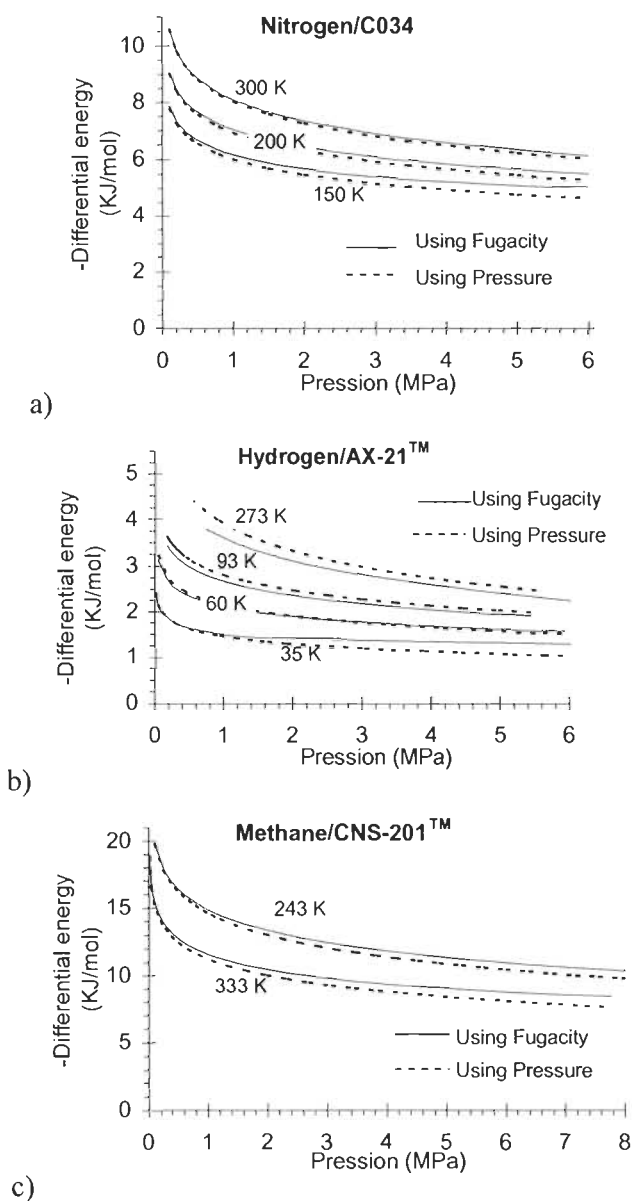 Nitrogen/C034
10
8
6
4
2
0
-Differential energy
(KJ/mol)
300 K
200 K
150 K
Using Fugacity
Using Pressure
0 1 2 3 4 5 6
Pression (MPa)
a)
Hydrogen/AX-21™
5
4
3
2
1
0
-Differential energy
(KJ/mol)
273 K
93 K
60 K
35 K
Using Fugacity
Using Pressure
0 1 2 3 4 5 6
Pression (MPa)
b)
Methane/CNS-201™
20
15
10
5
0
-Differential energy
(KJ/mol)
243 K
333 K
Using Fugacity
Using Pressure
0 1 2 3 4 5 6 7 8
Pression (MPa)
c)